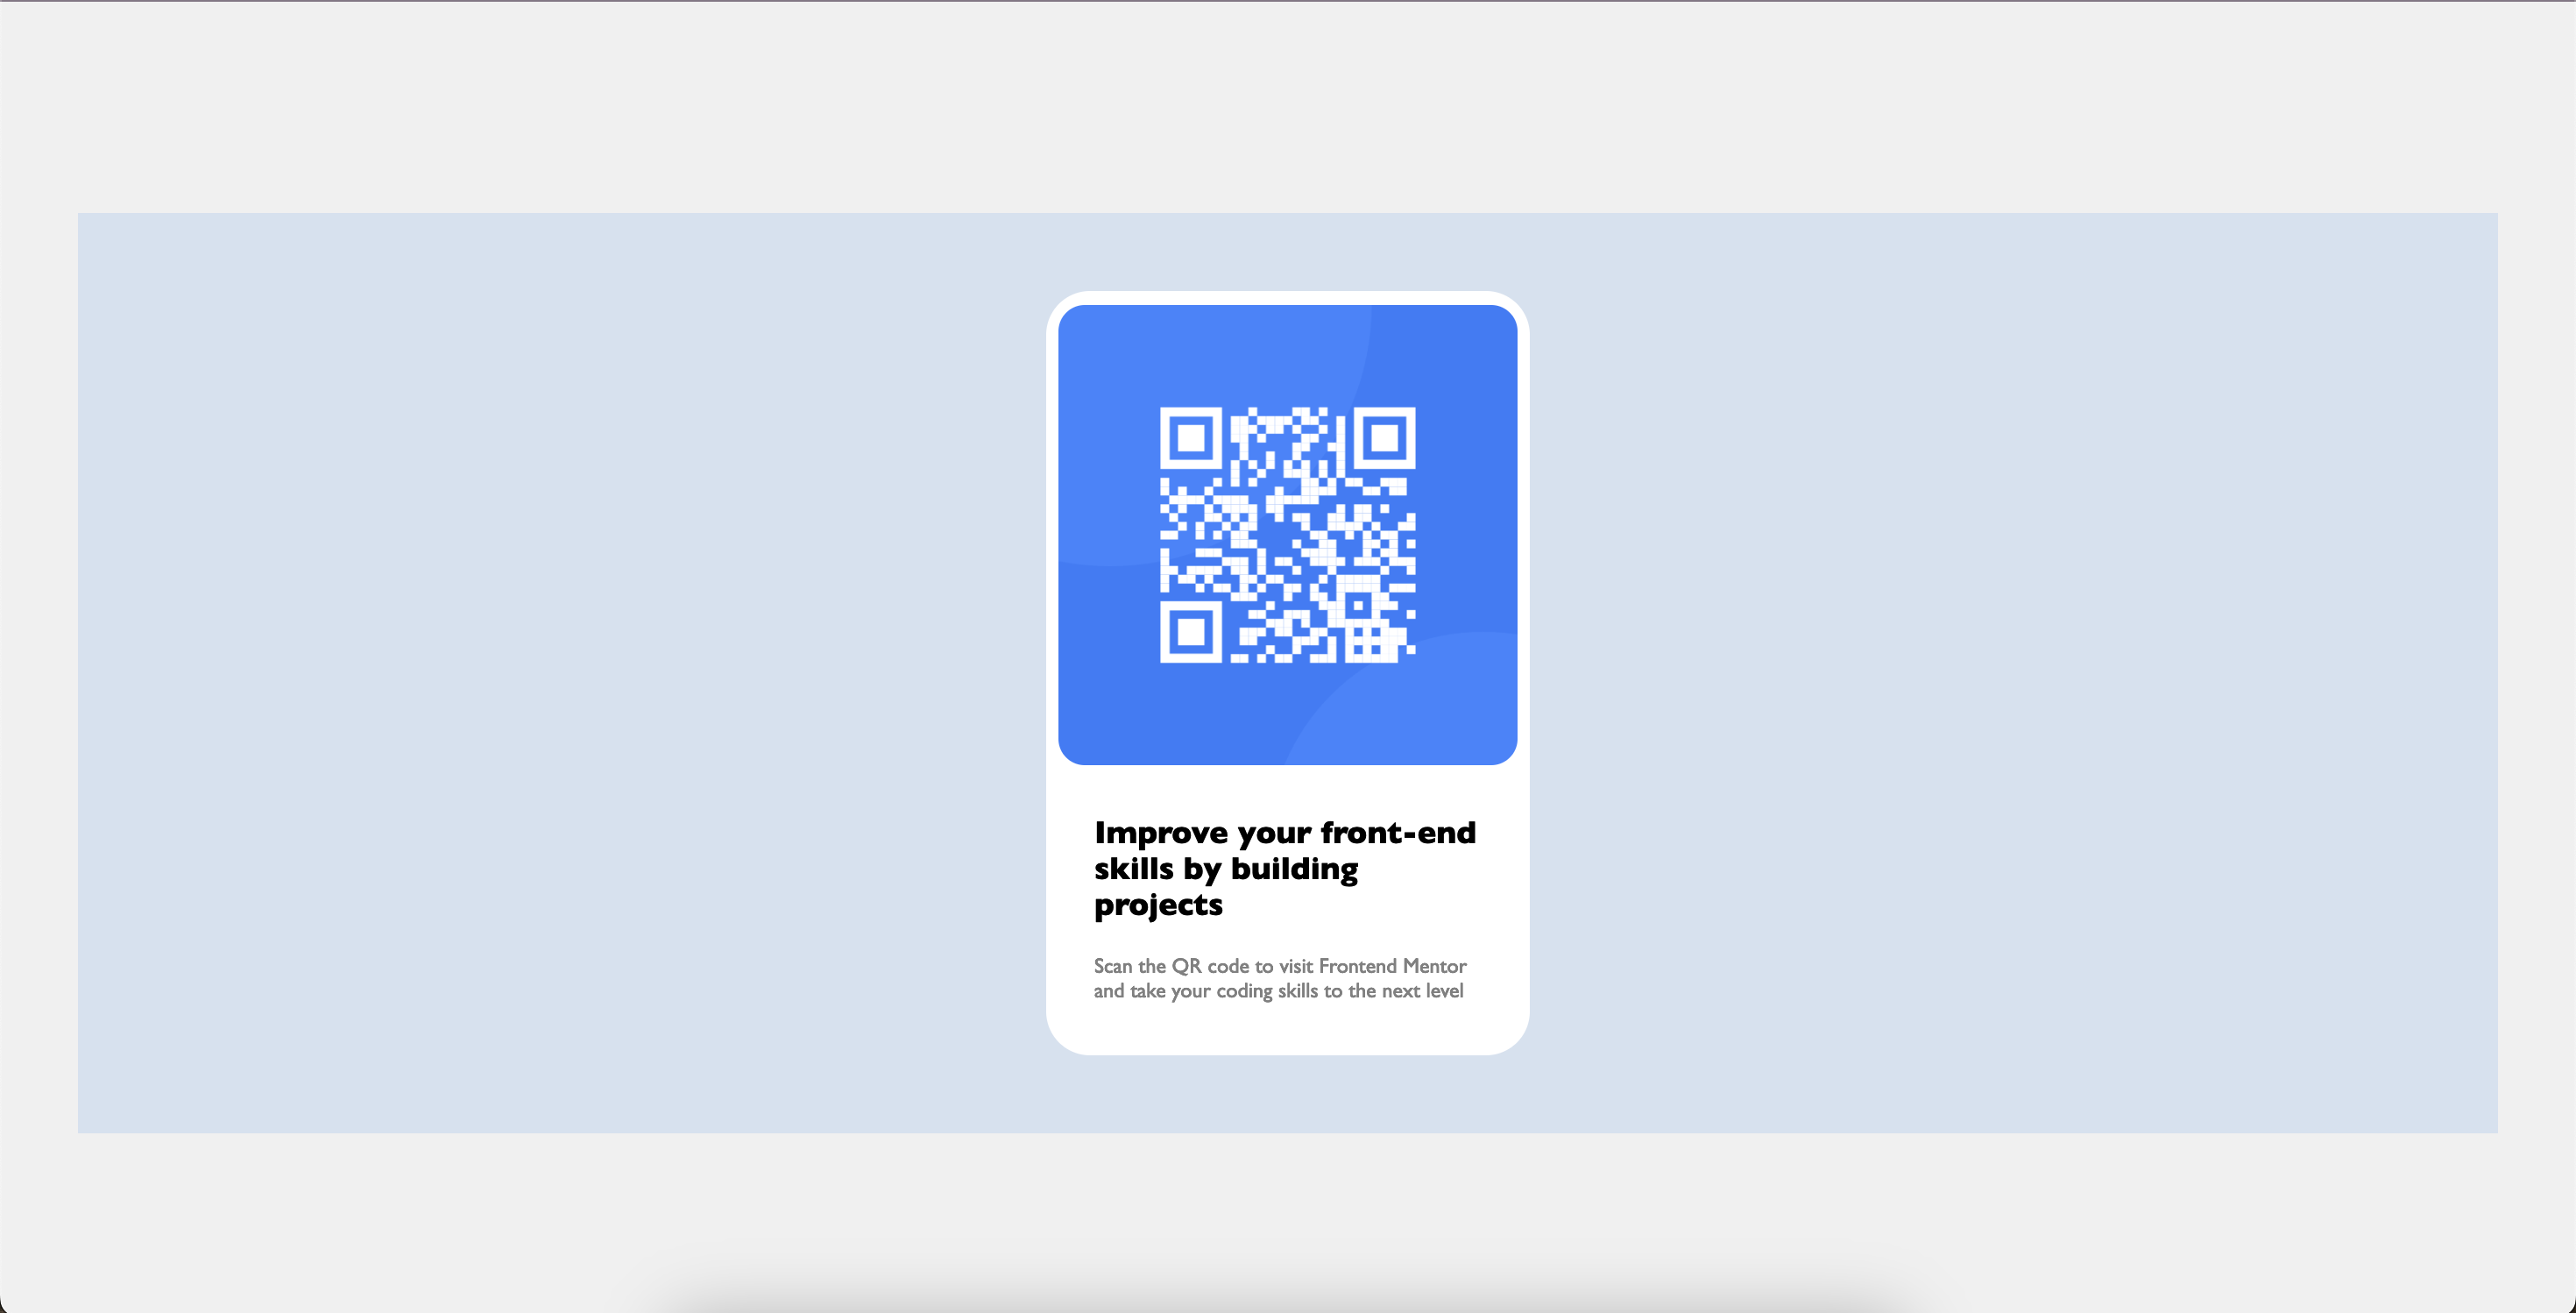 Improve your front-end
skills by building
projects
Scan the QR code to visit Frontend Mentor
and take your coding skills to the next level